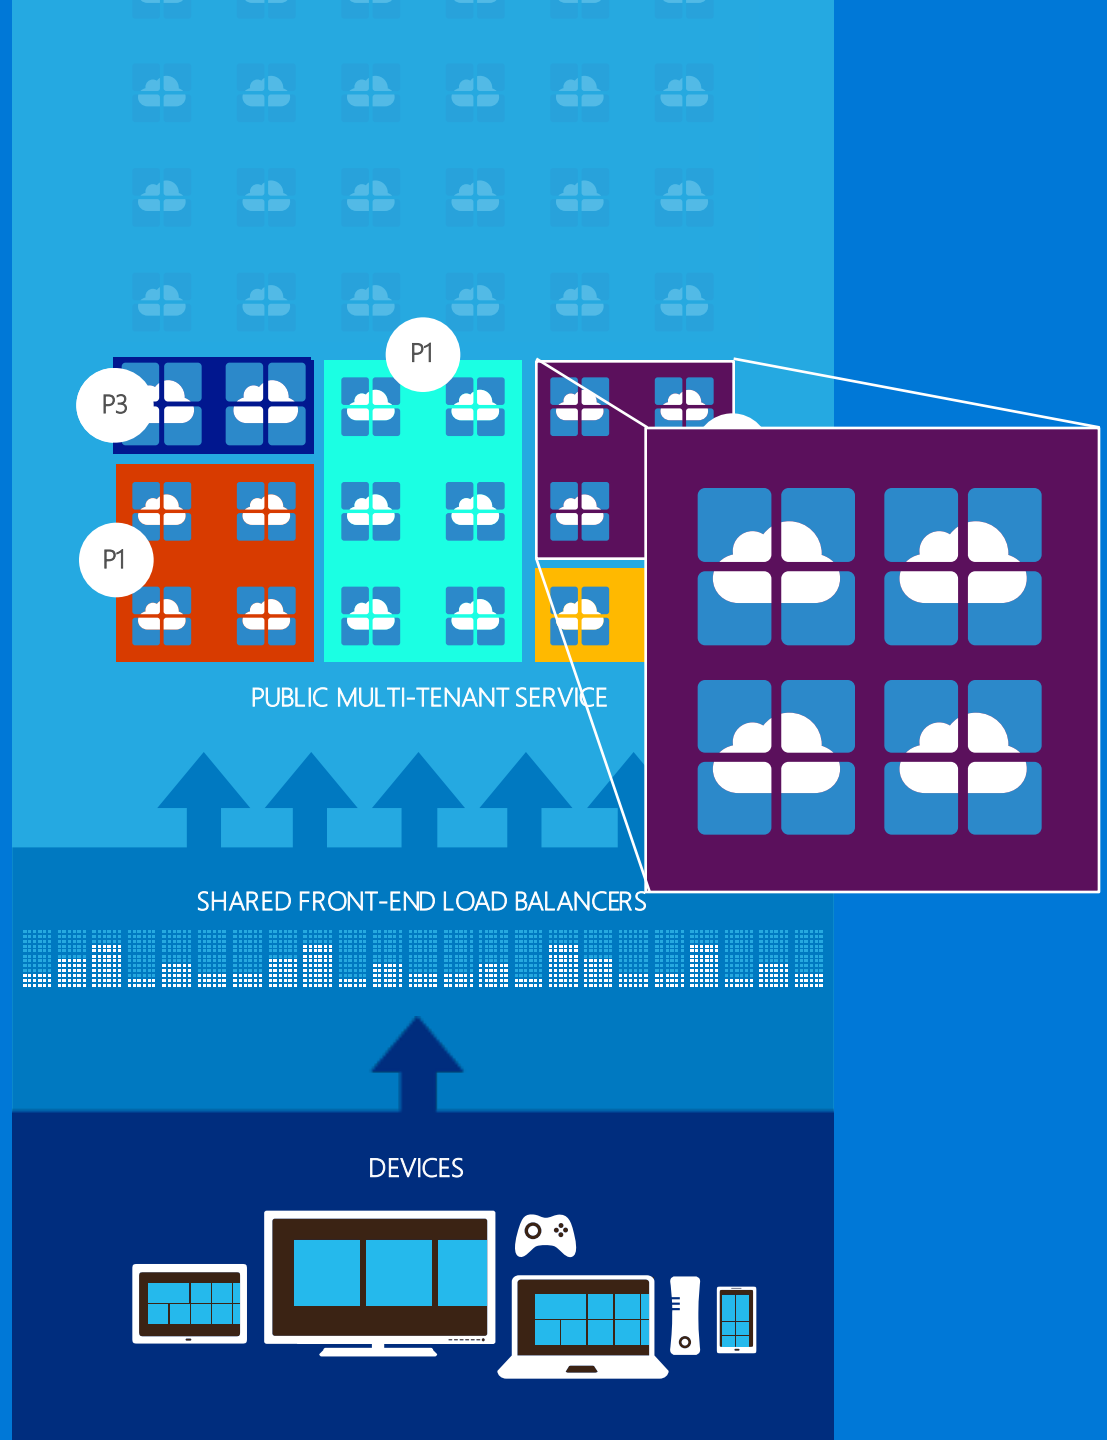 P1
P3
P1
PUBLIC MULTI-TENANT SERVICE
SHARED FRONT-END LOAD BALANCERS
DEVICES